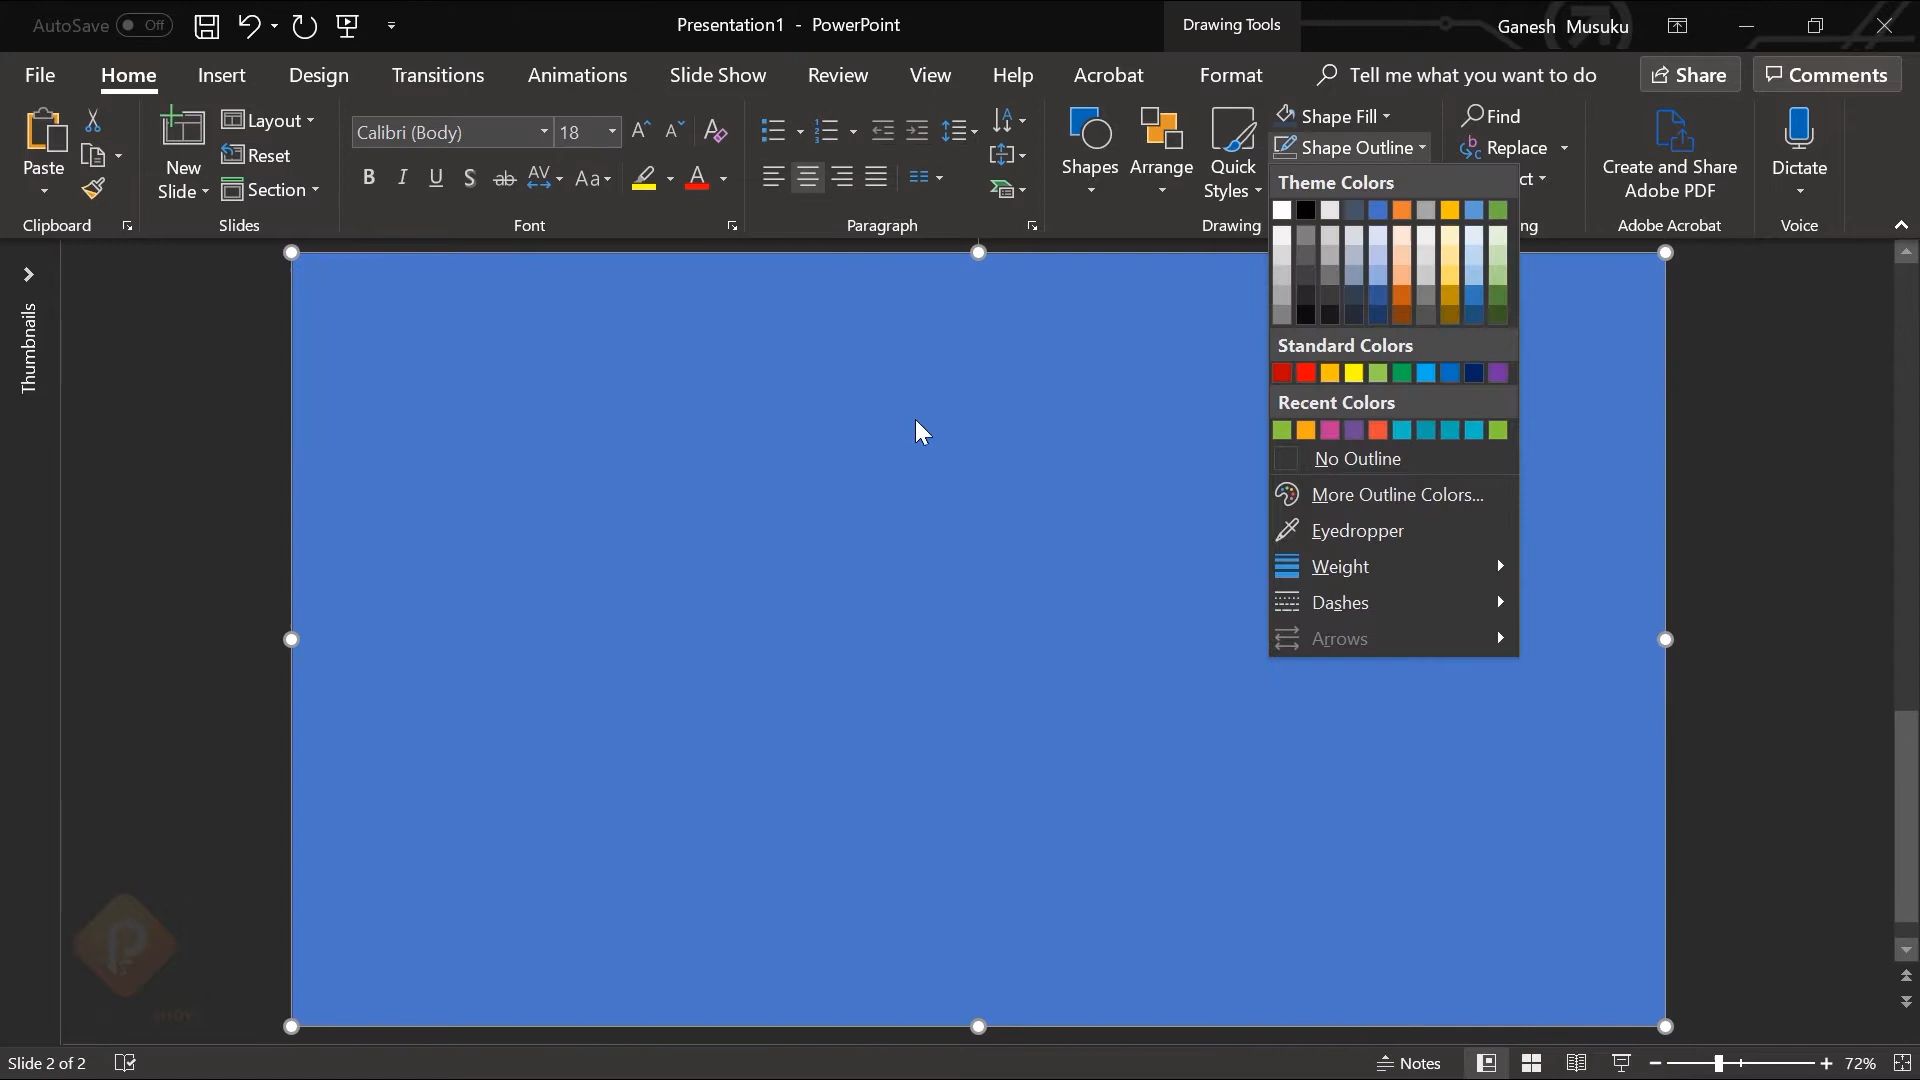 AutoSave Off
Presentation1 - PowerPoint
Drawing Tools
Ganesh Musuku
File Home Insert Design Transitions Animations Slide Show Review View Help Acrobat Format Tell me what you want to do Share Comments
Paste
Clipboard
New Slide
Layout
Reset
Section
Slides
Calibri (Body) 18
Font
Paragraph
Shapes
Arrange
Quick Styles
Shape Fill
Shape Outline
Drawing
Find
Replace
ct
ng
Create and Share Adobe PDF
Adobe Acrobat
Dictate
Voice
Theme Colors
Standard Colors
Recent Colors
No Outline
More Outline Colors...
Eyedropper
Weight
Dashes
Arrows
Thumbnails
Slide 2 of 2
Notes
72%